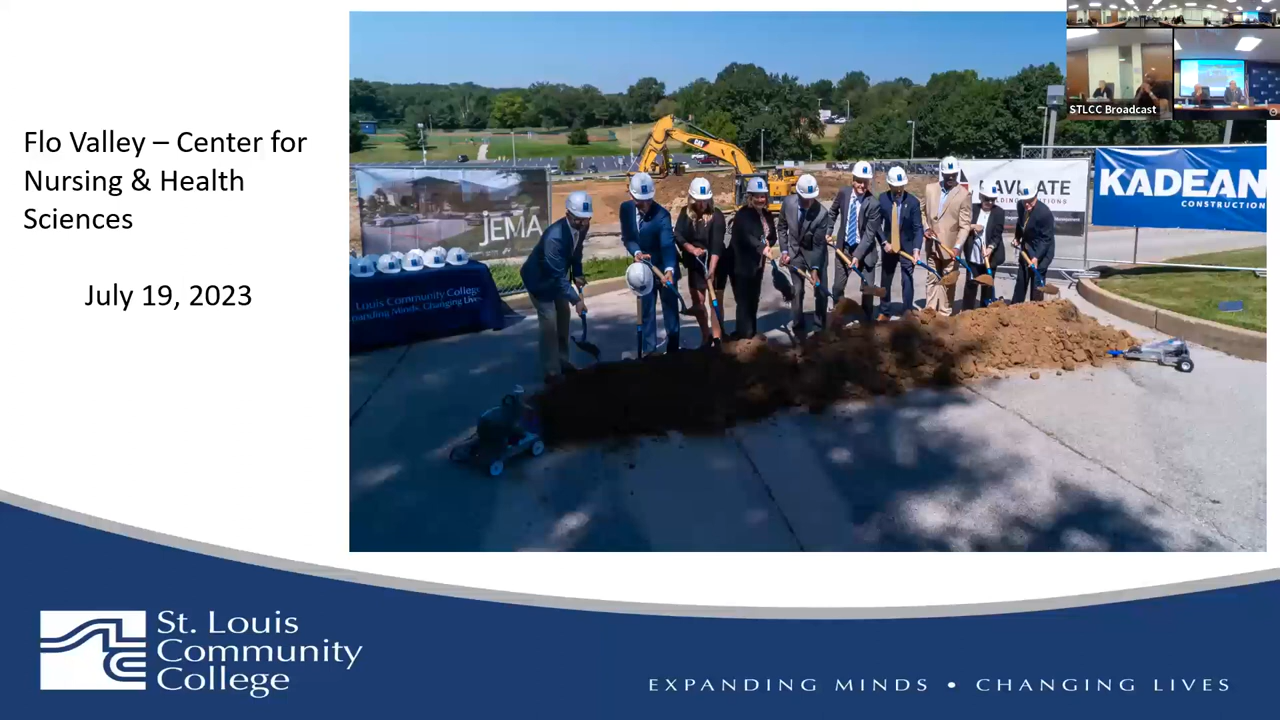 Flo Valley – Center for
Nursing & Health
Sciences
July 19, 2023
STLCC Broadcast
jEMA
CAT
KADEAN
CONSTRUCTION
Louis Community College
Expanding Minds. Changing Lives
St. Louis
Community
College
EXPANDING MINDS • CHANGING LIVES